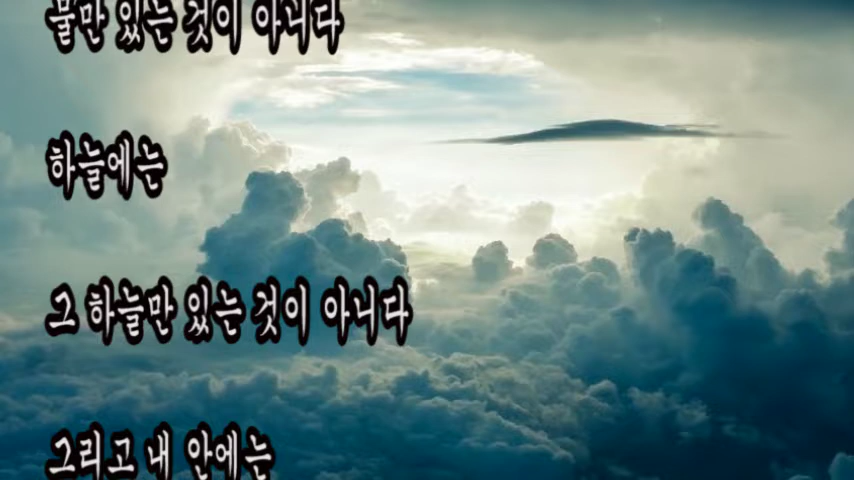 물만 있는 것이 아니다
하늘에는
그 하늘만 있는 것이 아니다
그리고 내 안에는